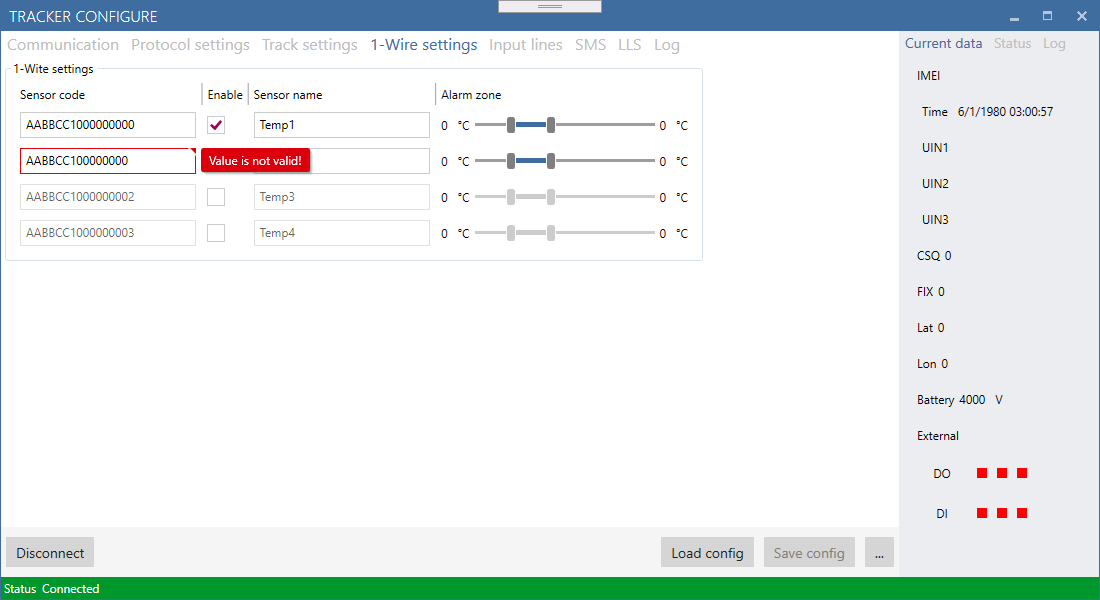 TRACKER CONFIGURE
Communication Protocol settings Track settings 1-Wire settings Input lines SMS LLS Log
1-Wite settings
Sensor code Enable Sensor name Alarm zone
AABBCC1000000000 Temp1 0 °C 0 °C
AABBCC100000000 Value is not valid! 0 °C 0 °C
AABBCC1000000002 Temp3 0 °C 0 °C
AABBCC1000000003 Temp4 0 °C 0 °C
Current data Status Log
IMEI
Time 6/1/1980 03:00:57
UIN1
UIN2
UIN3
CSQ 0
FIX 0
Lat 0
Lon 0
Battery 4000 V
External
DO
DI
Disconnect Load config Save config ...
Status Connected